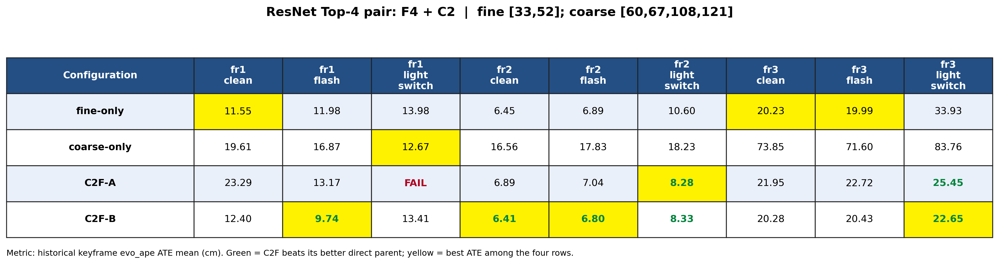 ResNet Top-4 pair: F4 + C2 | fine [33,52]; coarse [60,67,108,121]
Configuration fr1 clean fr1 flash fr1 light switch fr2 clean fr2 flash fr2 light switch fr3 clean fr3 flash fr3 light switch
fine-only 11.55 11.98 13.98 6.45 6.89 10.60 20.23 19.99 33.93
coarse-only 19.61 16.87 12.67 16.56 17.83 18.23 73.85 71.60 83.76
C2F-A 23.29 13.17 FAIL 6.89 7.04 8.28 21.95 22.72 25.45
C2F-B 12.40 9.74 13.41 6.41 6.80 8.33 20.28 20.43 22.65
Metric: historical keyframe evo_ape ATE mean (cm). Green = C2F beats its better direct parent; yellow = best ATE among the four rows.